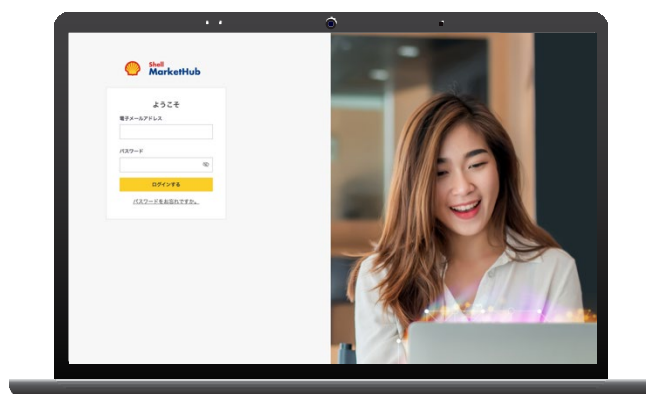 Shell
MarketHub
ようこそ
電子メールアドレス
パスワード
ログインする
パスワードをお忘れですか。